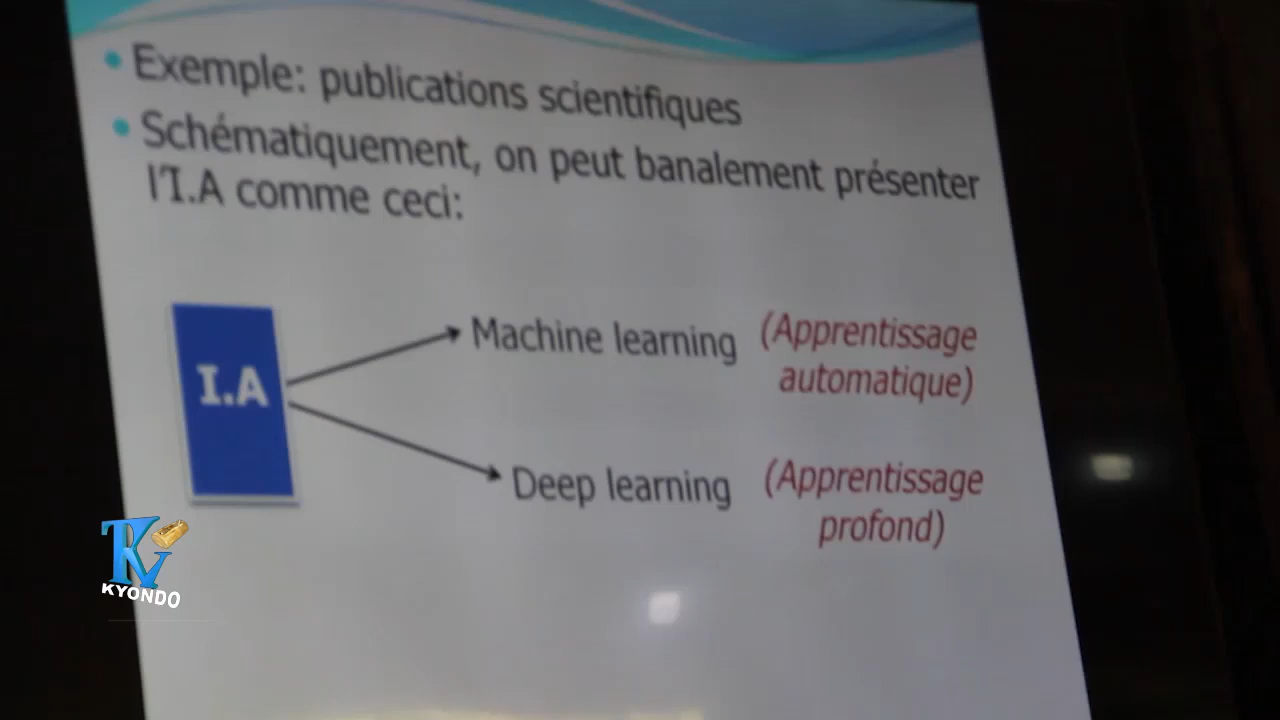 Exemple: publications scientifiques
Schématiquement, on peut banalement présenter
l'I.A comme ceci:
I.A
Machine learning
(Apprentissage
automatique)
Deep learning
(Apprentissage
profond)
KTV
KYONDO